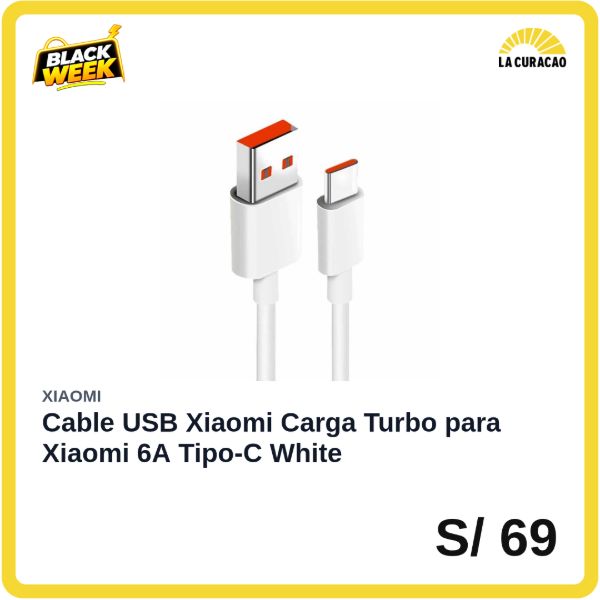 BLACK
WEEK
LA CURACAO
XIAOMI
Cable USB Xiaomi Carga Turbo para
Xiaomi 6A Tipo-C White
S/ 69